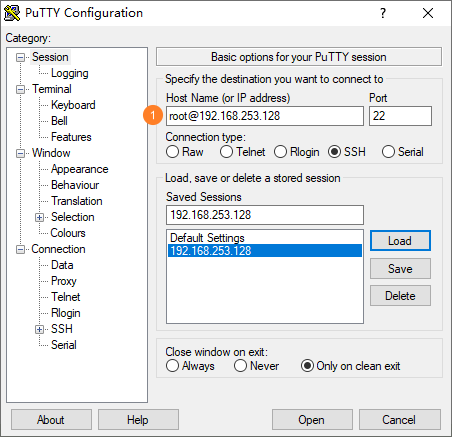 PuTTY Configuration
?
Category:
Session
Logging
Terminal
Keyboard
Bell
Features
Window
Appearance
Behaviour
Translation
Selection
Colours
Connection
Data
Proxy
Telnet
Rlogin
SSH
Serial
Basic options for your PuTTY session
Specify the destination you want to connect to
Host Name (or IP address) Port
1 root@192.168.253.128 22
Connection type:
Raw Telnet Rlogin SSH Serial
Load, save or delete a stored session
Saved Sessions
192.168.253.128
Default Settings
192.168.253.128
Load
Save
Delete
Close window on exit:
Always Never Only on clean exit
About Help Open Cancel